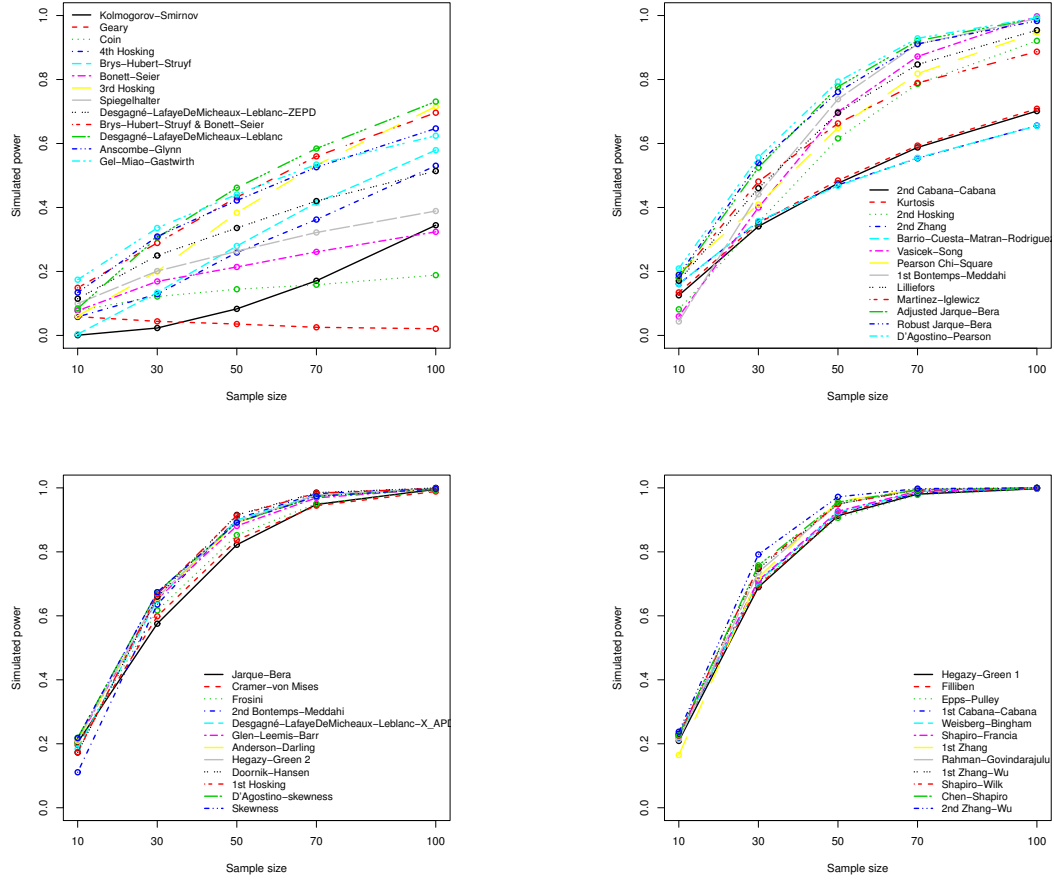 Simulated power
0.0 0.2 0.4 0.6 0.8 1.0
Kolmogorov−Smirnov
Geary
Coin
4th Hosking
Brys−Hubert−Struyf
Bonett−Seier
3rd Hosking
Spiegelhalter
Desgagné−LafayeDeMicheaux−Leblanc−ZEPD
Brys−Hubert−Struyf & Bonett−Seier
Desgagné−LafayeDeMicheaux−Leblanc
Anscombe−Glynn
Gel−Miao−Gastwirth
10 30 50 70 100
Sample size
Simulated power
0.0 0.2 0.4 0.6 0.8 1.0
2nd Cabana−Cabana
Kurtosis
2nd Hosking
2nd Zhang
Barrio−Cuesta−Matran−Rodriguez
Vasicek−Song
Pearson Chi−Square
1st Bontemps−Meddahi
Lilliefors
Martinez−Iglewicz
Adjusted Jarque−Bera
Robust Jarque−Bera
D'Agostino−Pearson
10 30 50 70 100
Sample size
Simulated power
0.0 0.2 0.4 0.6 0.8 1.0
Jarque−Bera
Cramer−von Mises
Frosini
2nd Bontemps−Meddahi
Desgagné−LafayeDeMicheaux−Leblanc−X_APD
Glen−Leemis−Barr
Anderson−Darling
Hegazy−Green 2
Doornik−Hansen
1st Hosking
D'Agostino−skewness
Skewness
10 30 50 70 100
Sample size
Simulated power
0.0 0.2 0.4 0.6 0.8 1.0
Hegazy−Green 1
Filliben
Epps−Pulley
1st Cabana−Cabana
Weisberg−Bingham
Shapiro−Francia
1st Zhang
Rahman−Govindarajulu
1st Zhang−Wu
Shapiro−Wilk
Chen−Shapiro
2nd Zhang−Wu
10 30 50 70 100
Sample size